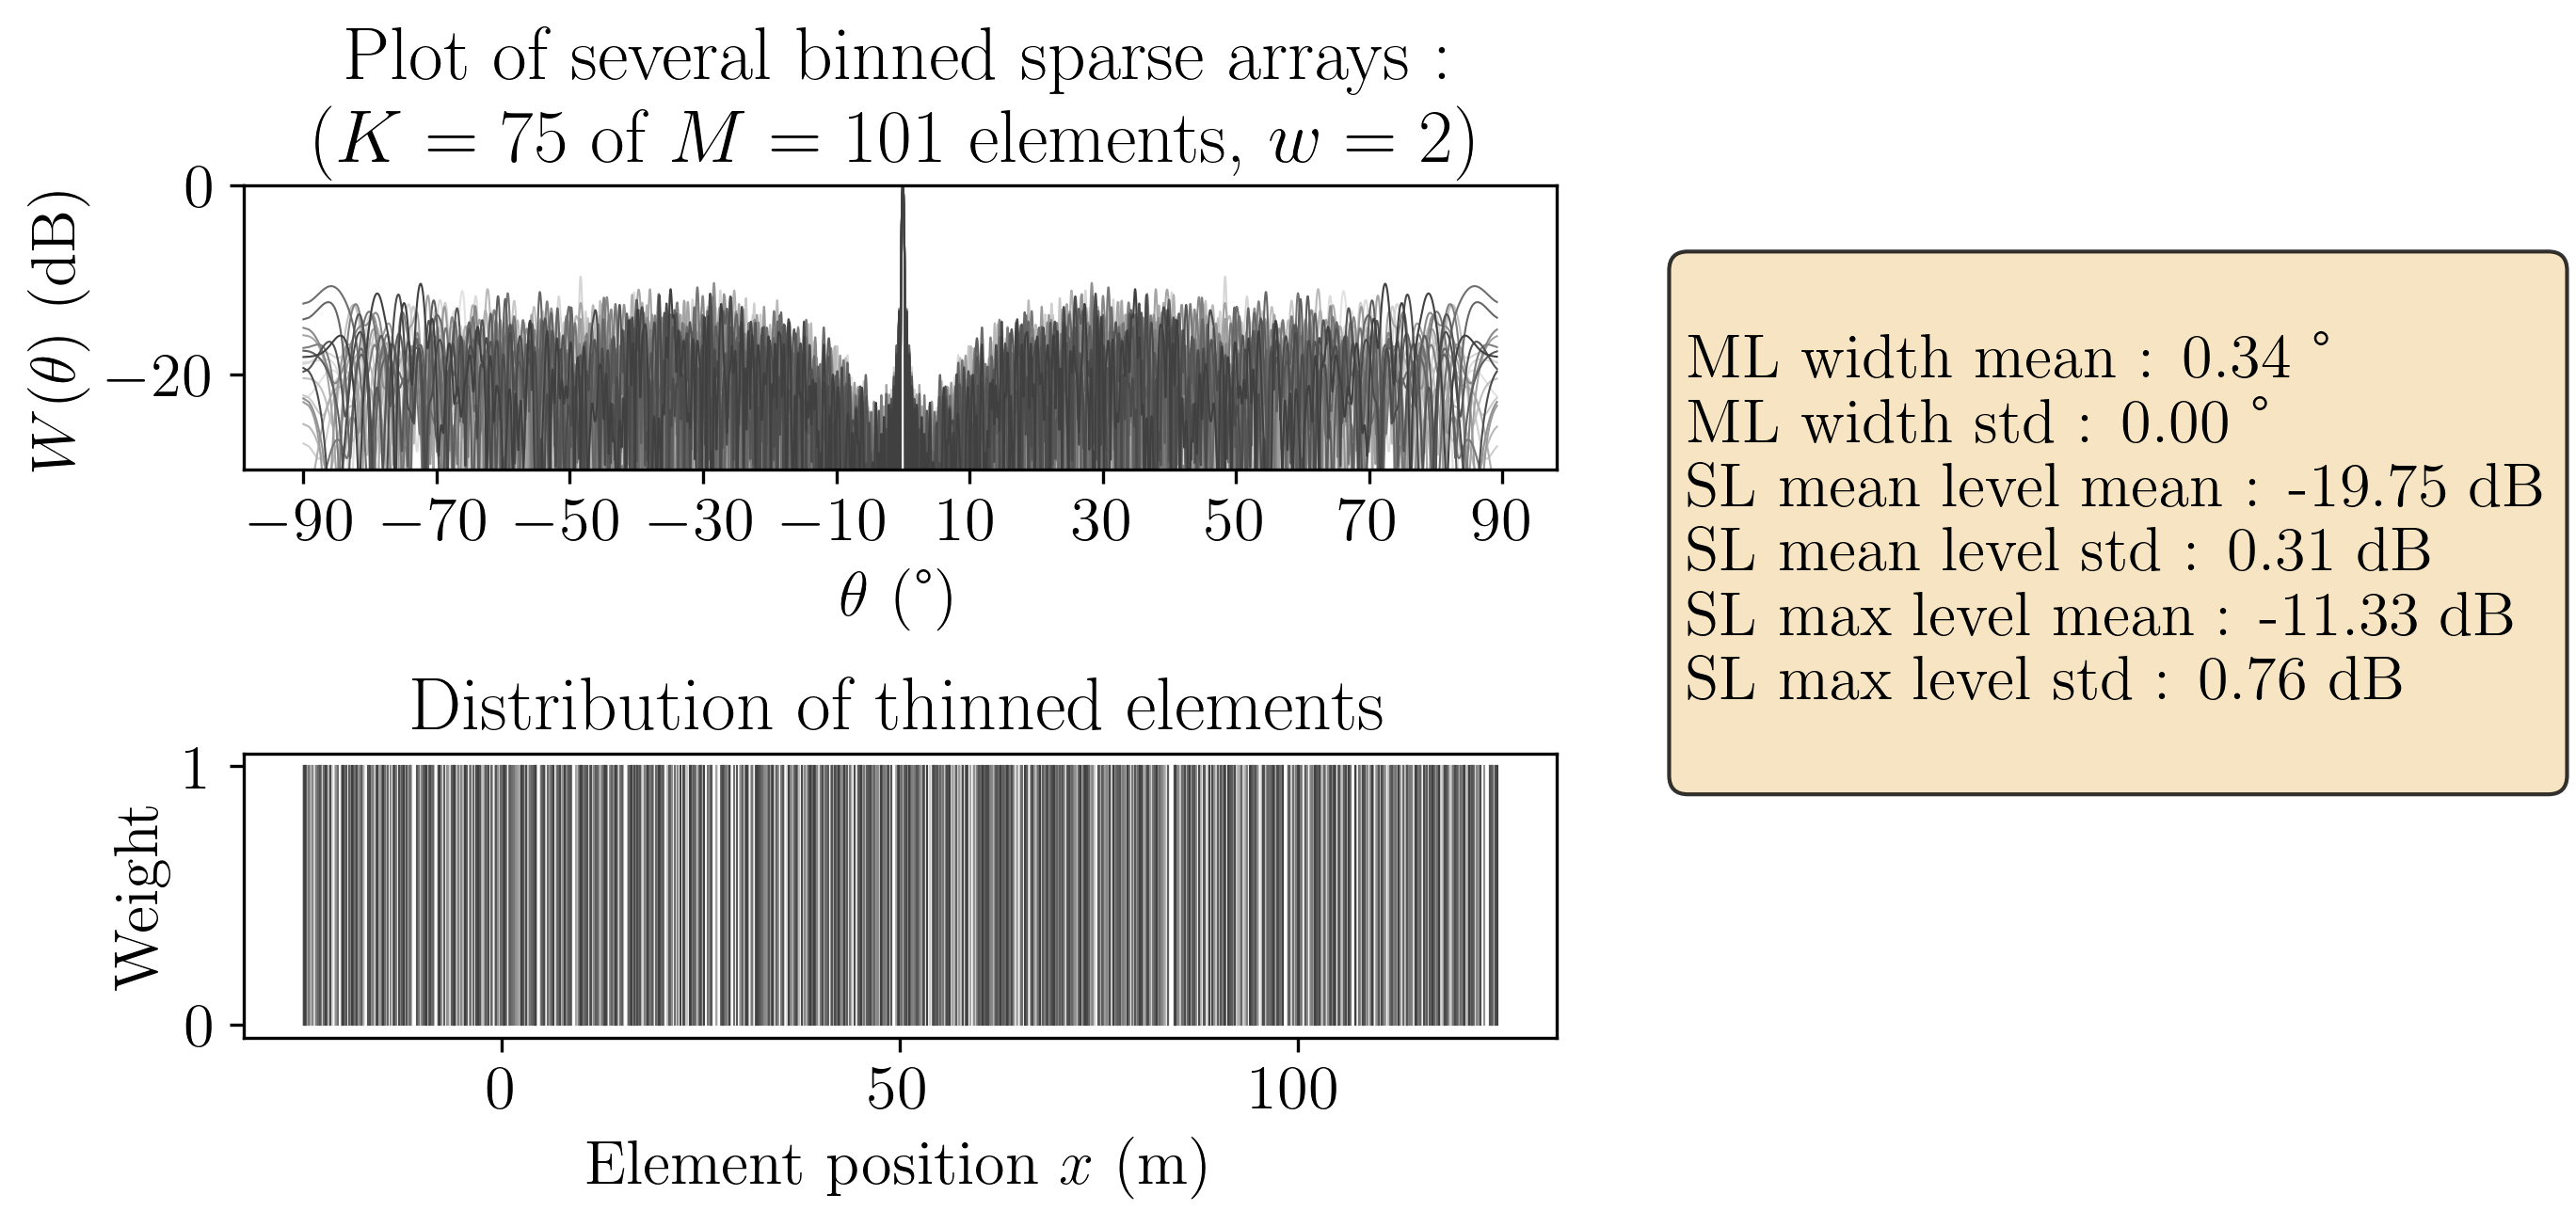 Plot of several binned sparse arrays :
(K = 75 of M = 101 elements, w = 2)
W(θ) (dB)
0
−20
−90 −70 −50 −30 −10 10 30 50 70 90
θ (°)
ML width mean : 0.34 °
ML width std : 0.00 °
SL mean level mean : -19.75 dB
SL mean level std : 0.31 dB
SL max level mean : -11.33 dB
SL max level std : 0.76 dB
Distribution of thinned elements
Weight
1
0
0 50 100
Element position x (m)